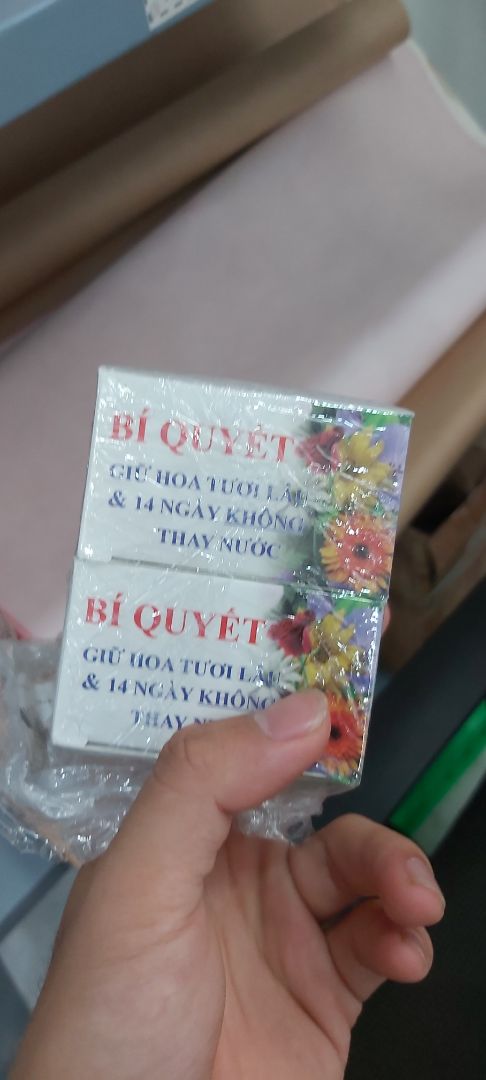 BÍ QUYẾT
GIỮ HOA TƯƠI LÂU
& 14 NGÀY KHÔNG
THAY NƯỚC
BÍ QUYẾT
GIỮ HOA TƯƠI LÂU
& 14 NGÀY KHÔNG
THAY